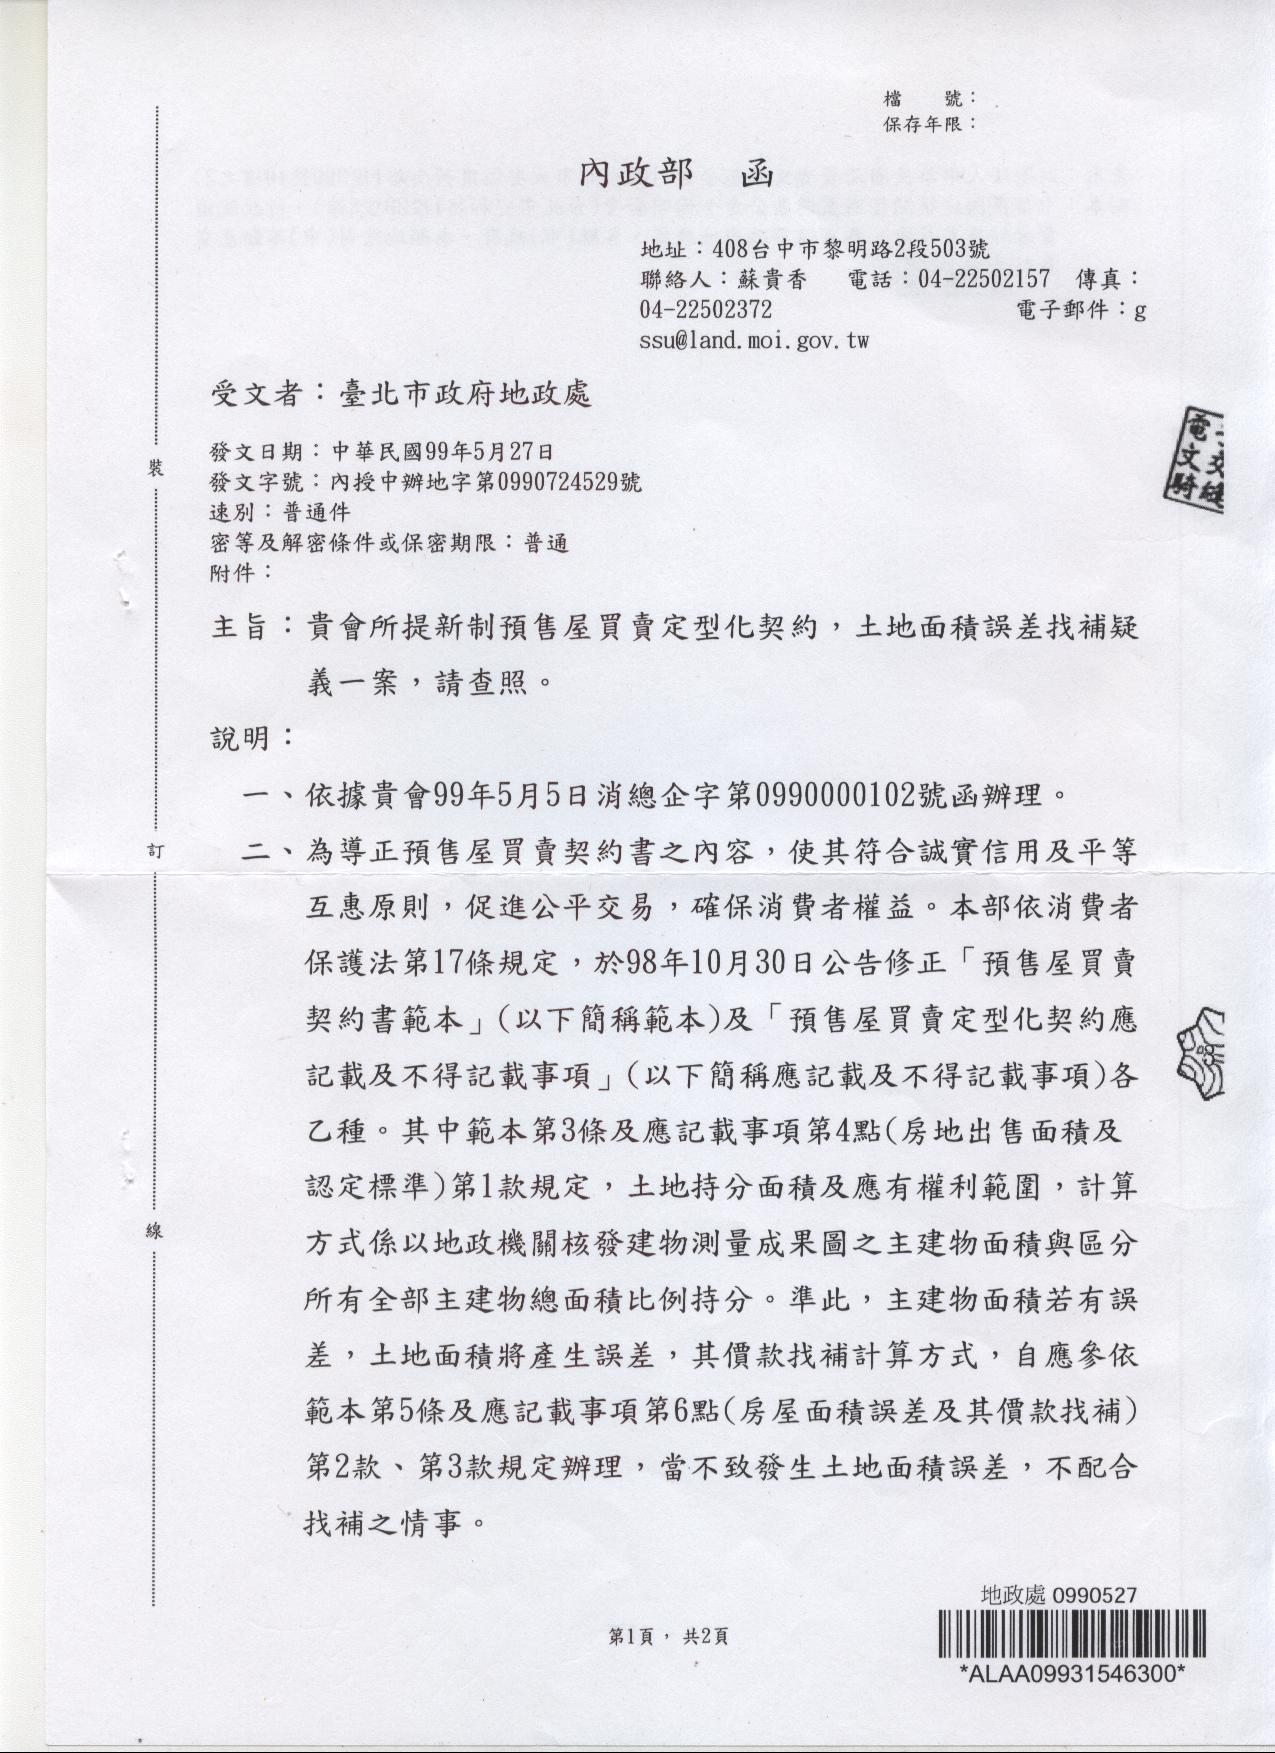 檔　　號：
保存年限：
內政部　函
地址：408台中市黎明路2段503號
聯絡人：蘇貴香　電話：04-22502157　傳真：
04-22502372　電子郵件：g
ssu@land.moi.gov.tw
受文者：臺北市政府地政處
發文日期：中華民國99年5月27日
發文字號：內授中辦地字第0990724529號
速別：普通件
密等及解密條件或保密期限：普通
附件：
主旨：貴會所提新制預售屋買賣定型化契約，土地面積誤差找補疑
義一案，請查照。
說明：
一、依據貴會99年5月5日消總企字第0990000102號函辦理。
二、為導正預售屋買賣契約書之內容，使其符合誠實信用及平等
互惠原則，促進公平交易，確保消費者權益。本部依消費者
保護法第17條規定，於98年10月30日公告修正「預售屋買賣
契約書範本」(以下簡稱範本)及「預售屋買賣定型化契約應
記載及不得記載事項」(以下簡稱應記載及不得記載事項)各
乙種。其中範本第3條及應記載事項第4點(房地出售面積及
認定標準)第1款規定，土地持分面積及應有權利範圍，計算
方式係以地政機關核發建物測量成果圖之主建物面積與區分
所有全部主建物總面積比例持分。準此，主建物面積若有誤
差，土地面積將產生誤差，其價款找補計算方式，自應參依
範本第5條及應記載事項第6點(房屋面積誤差及其價款找補)
第2款、第3款規定辦理，當不致發生土地面積誤差，不配合
找補之情事。
裝
訂
線
電文騎
交縫
地政處 0990527
*ALAA09931546300*
第1頁，共2頁